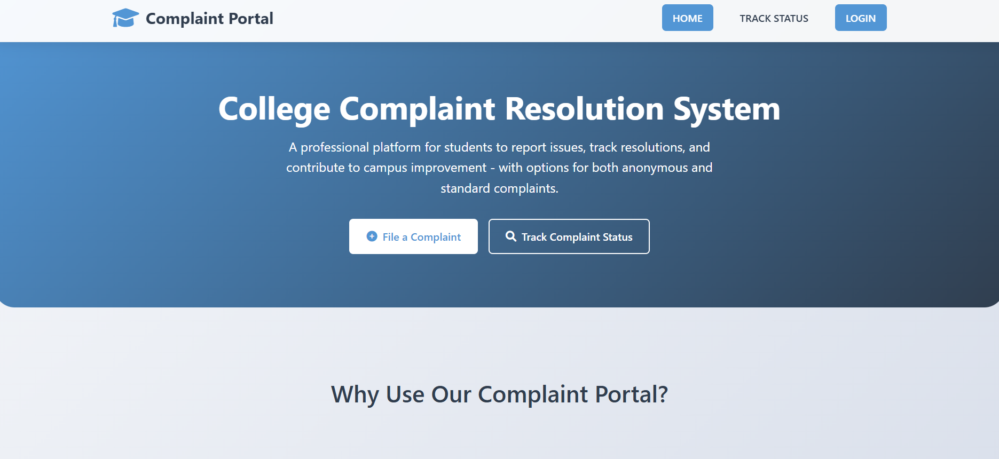 Complaint Portal
HOME
TRACK STATUS
LOGIN
College Complaint Resolution System
A professional platform for students to report issues, track resolutions, and
contribute to campus improvement - with options for both anonymous and
standard complaints.
File a Complaint
Track Complaint Status
Why Use Our Complaint Portal?